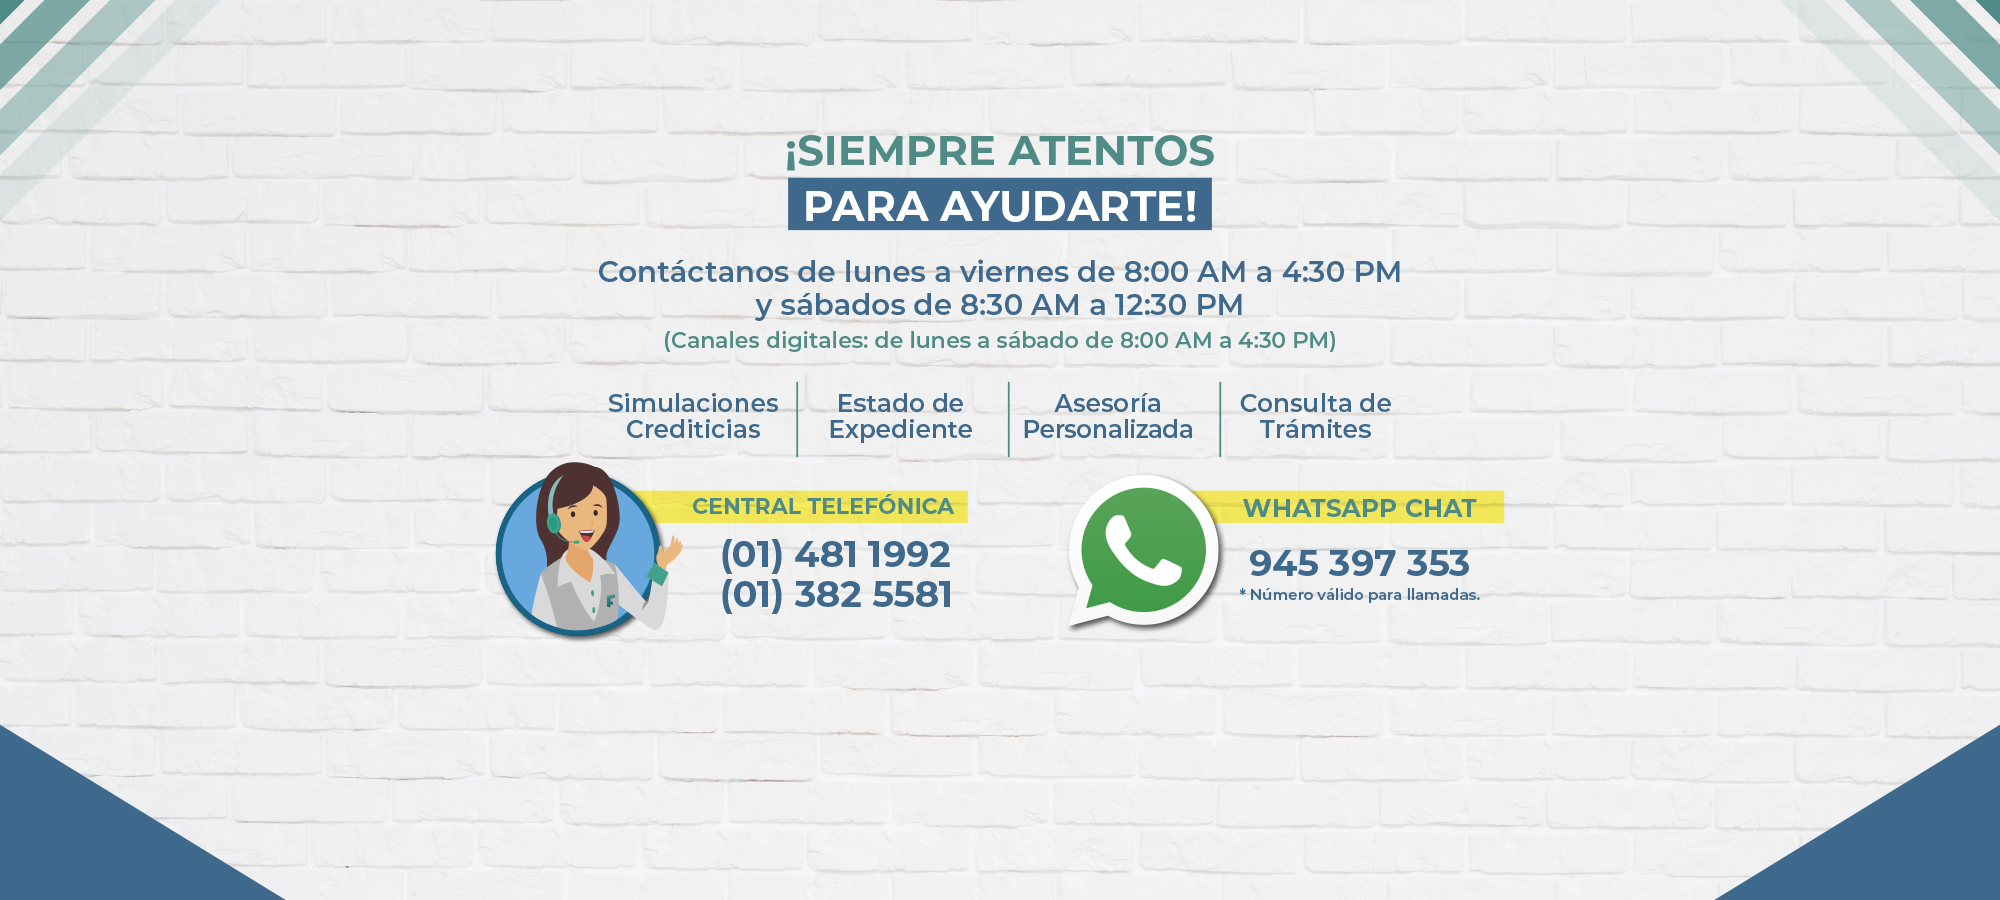 ¡SIEMPRE ATENTOS
PARA AYUDARTE!
Contáctanos de lunes a viernes de 8:00 AM a 4:30 PM
y sábados de 8:30 AM a 12:30 PM
(Canales digitales: de lunes a sábado de 8:00 AM a 4:30 PM)
Simulaciones
Crediticias
Estado de
Expediente
Asesoría
Personalizada
Consulta de
Trámites
CENTRAL TELEFÓNICA
(01) 481 1992
(01) 382 5581
WHATSAPP CHAT
945 397 353
* Número válido para llamadas.